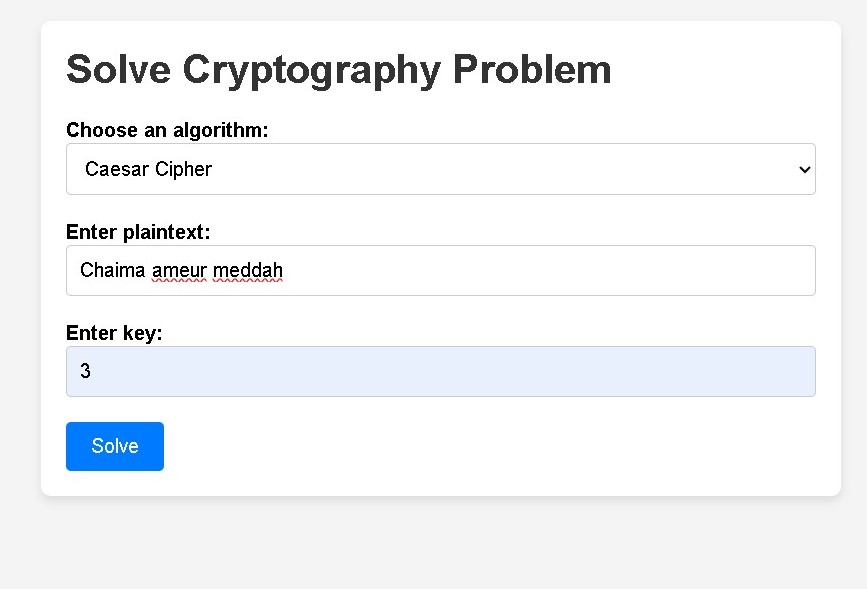 Solve Cryptography Problem
Choose an algorithm:
Caesar Cipher
Enter plaintext:
Chaima ameur meddah
Enter key:
3
Solve